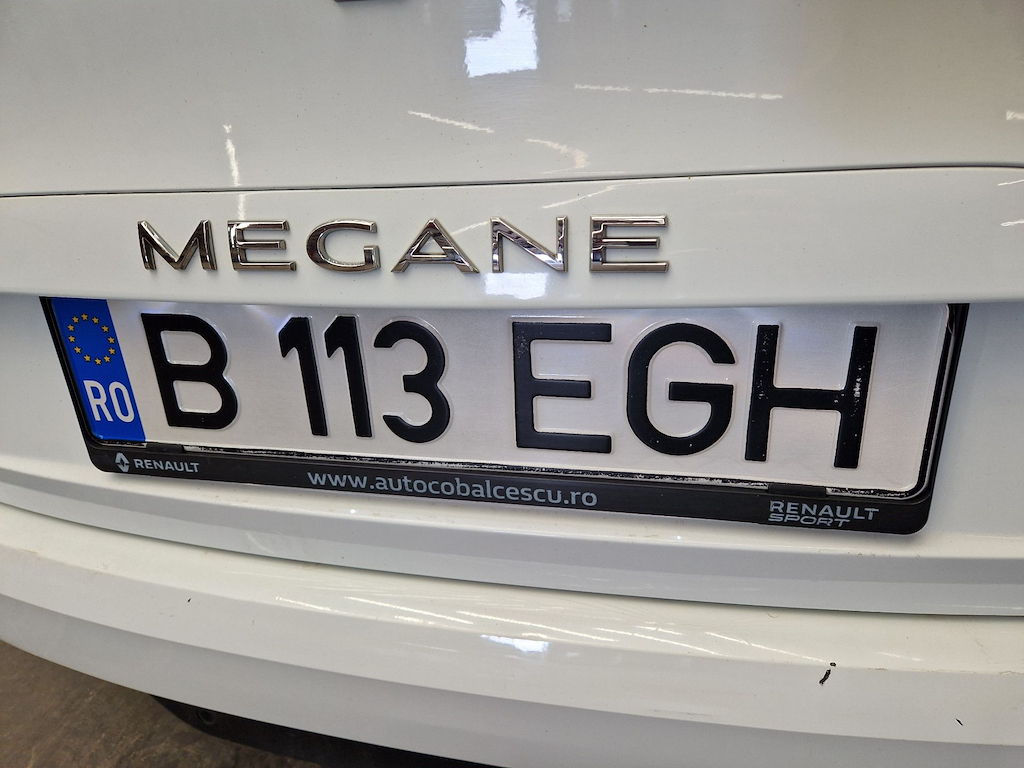 MEGANE
RO B 113 EGH
RENAULT
www.autocobalcescu.ro
RENAULT
SPORT